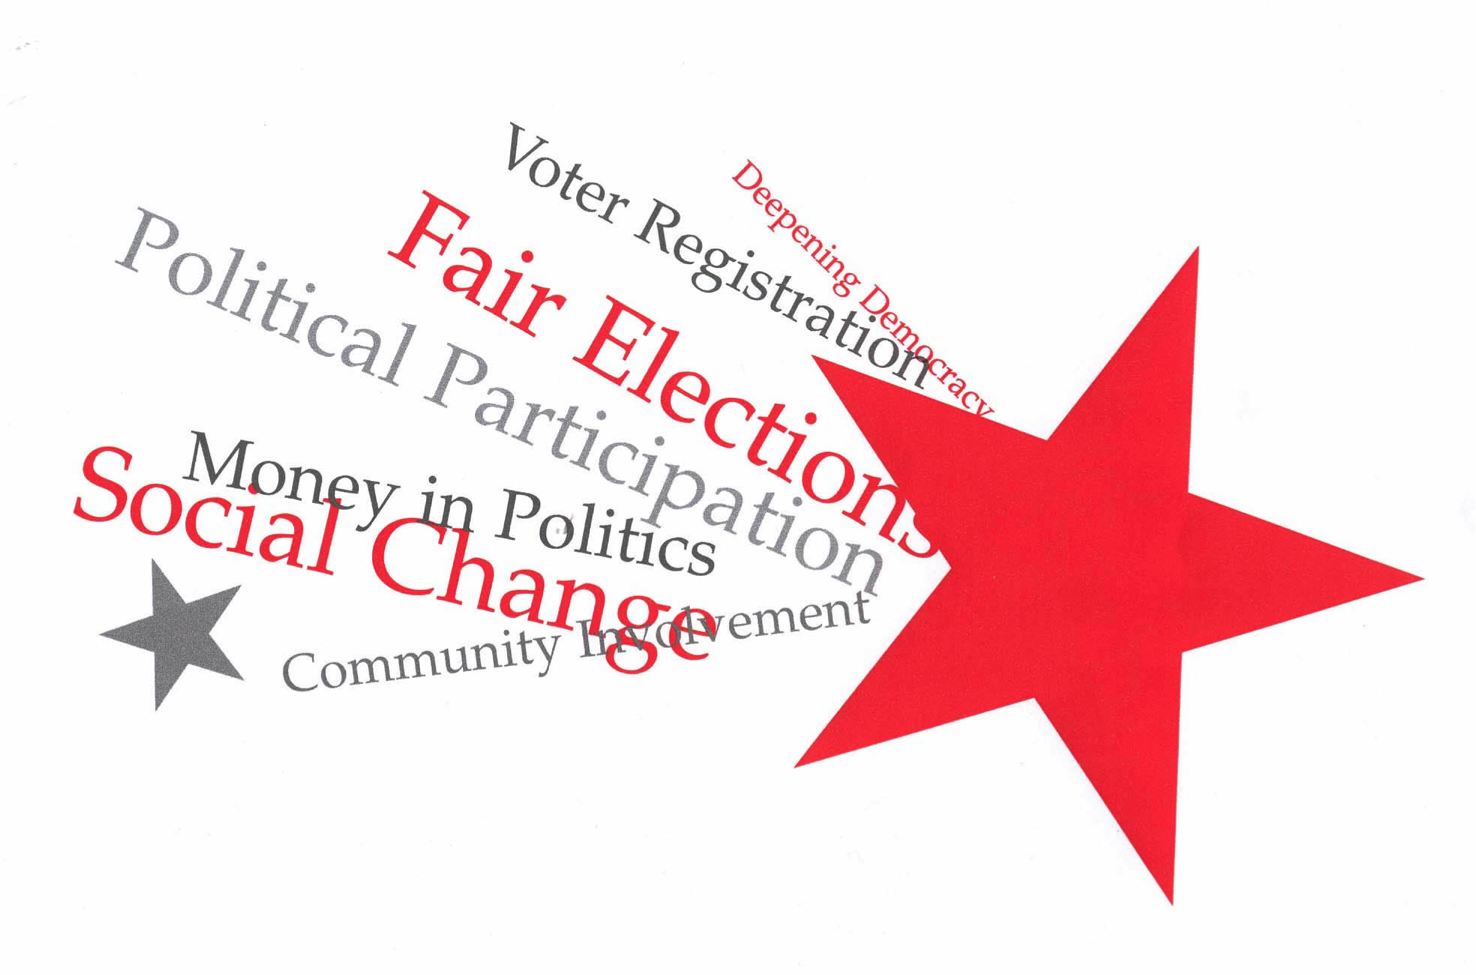 Deepening Democracy
Voter Registration
Fair Elections
Political Participation
Money in Politics
Social Change
Community Involvement